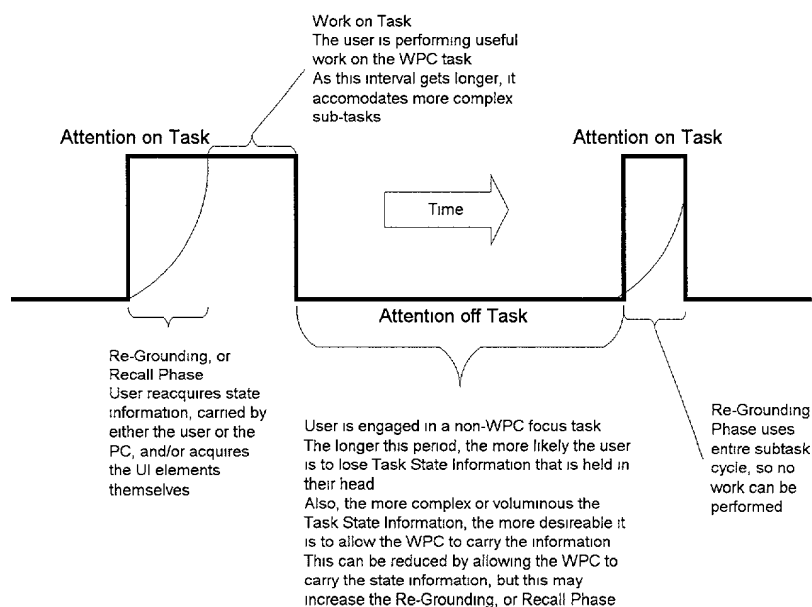 Work on Task
The user is performing useful
work on the WPC task
As this interval gets longer, it
accomodates more complex
sub-tasks
Attention on Task
Attention on Task
Time
Attention off Task
Re-Grounding, or
Recall Phase
User reacquires state
information, carried by
either the user or the
PC, and/or acquires
the UI elements
themselves
User is engaged in a non-WPC focus task
The longer this period, the more likely the user
is to lose Task State Information that is held in
their head
Also, the more complex or voluminous the
Task State Information, the more desireable it
is to allow the WPC to carry the information
This can be reduced by allowing the WPC to
carry the state information, but this may
increase the Re-Grounding, or Recall Phase
Re-Grounding
Phase uses
entire subtask
cycle, so no
work can be
performed